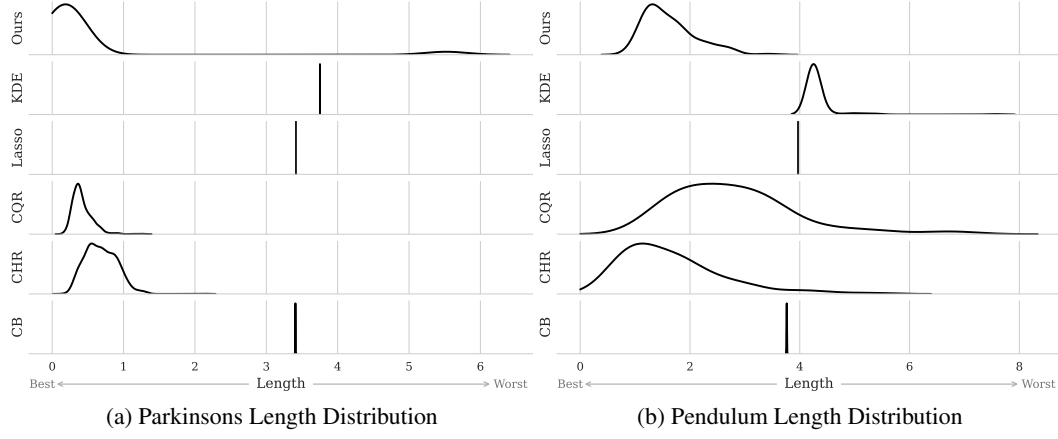 Ours
KDE
Lasso
CQR
CHR
CB
0 1 2 3 4 5 6
Best Length Worst
(a) Parkinsons Length Distribution
Ours
KDE
Lasso
CQR
CHR
CB
0 2 4 6 8
Best Length Worst
(b) Pendulum Length Distribution